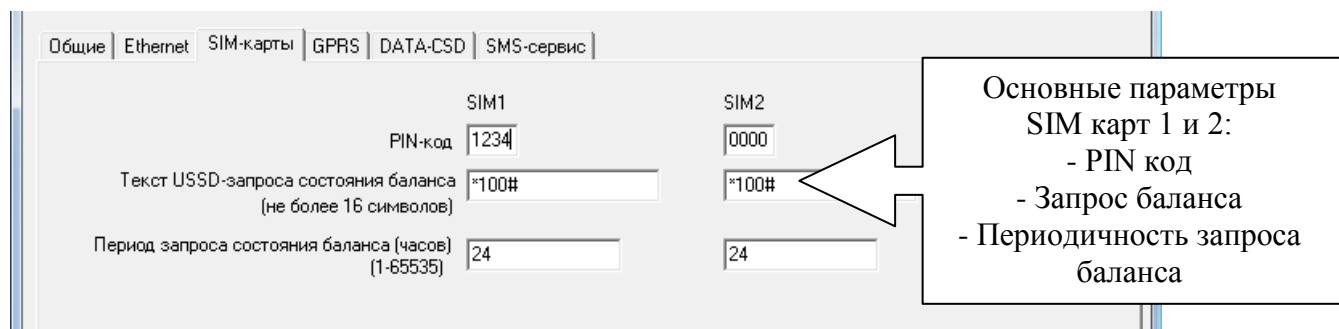 Общие Ethernet SIM-карты GPRS DATA-CSD SMS-сервис
SIM1 SIM2
PIN-код 1234 0000
Текст USSD-запроса состояния баланса *100# *100#
(не более 16 символов)
Период запроса состояния баланса (часов) 24 24
(1-65535)
Основные параметры
SIM карт 1 и 2:
- PIN код
- Запрос баланса
- Периодичность запроса
баланса